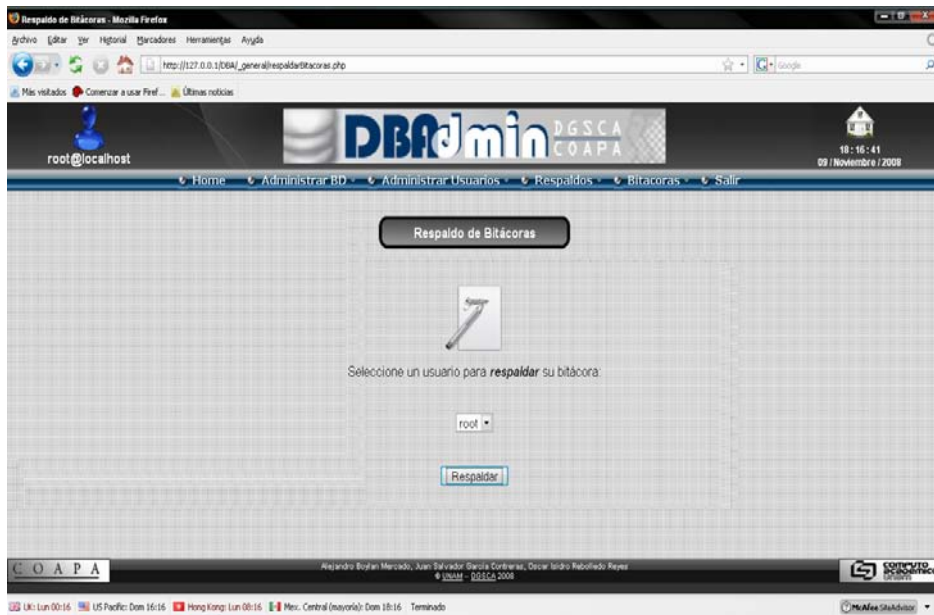 Respaldo de Bitácoras - Mozilla Firefox
Archivo Editar Ver Historial Marcadores Herramientas Ayuda
http://127.0.0.1/DBA/_general/respaldarBitacoras.php
Google
Más visitados Comenzar a usar Firef... Últimas noticias
root@localhost
DBAdmin DGSCA COAPA
18:16:41
09 / Noviembre / 2008
Home Administrar BD Administrar Usuarios Respaldos Bitacoras Salir
Respaldo de Bitácoras
Seleccione un usuario para respaldar su bitácora:
root
Respaldar
COAPA
Alejandro Boylan Mercado, Juan Salvador García Contreras, Oscar Isidro Rebolledo Reyes
© UNAM - DGSCA 2008
UK: Lun 00:16 US Pacific: Dom 16:16 Hong Kong: Lun 08:16 Mex. Central (mayoría): Dom 18:16 Terminado
McAfee SiteAdvisor